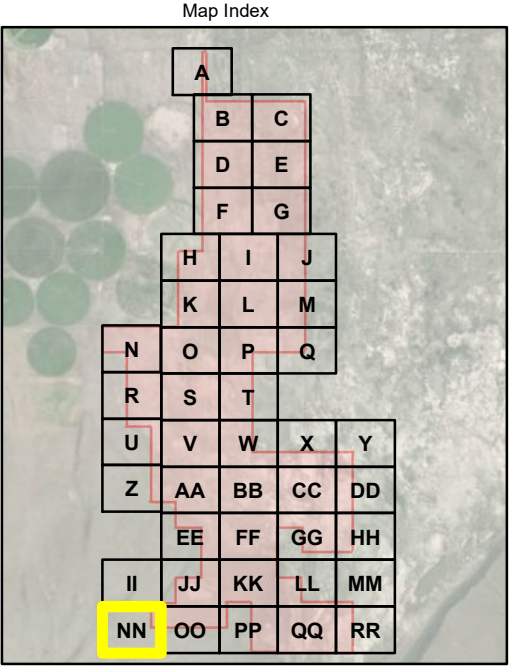 Map Index
A
B C
D E
F G
H I J
K L M
N O P Q
R S T
U V W X Y
Z AA BB CC DD
EE FF GG HH
II JJ KK LL MM
NN OO PP QQ RR